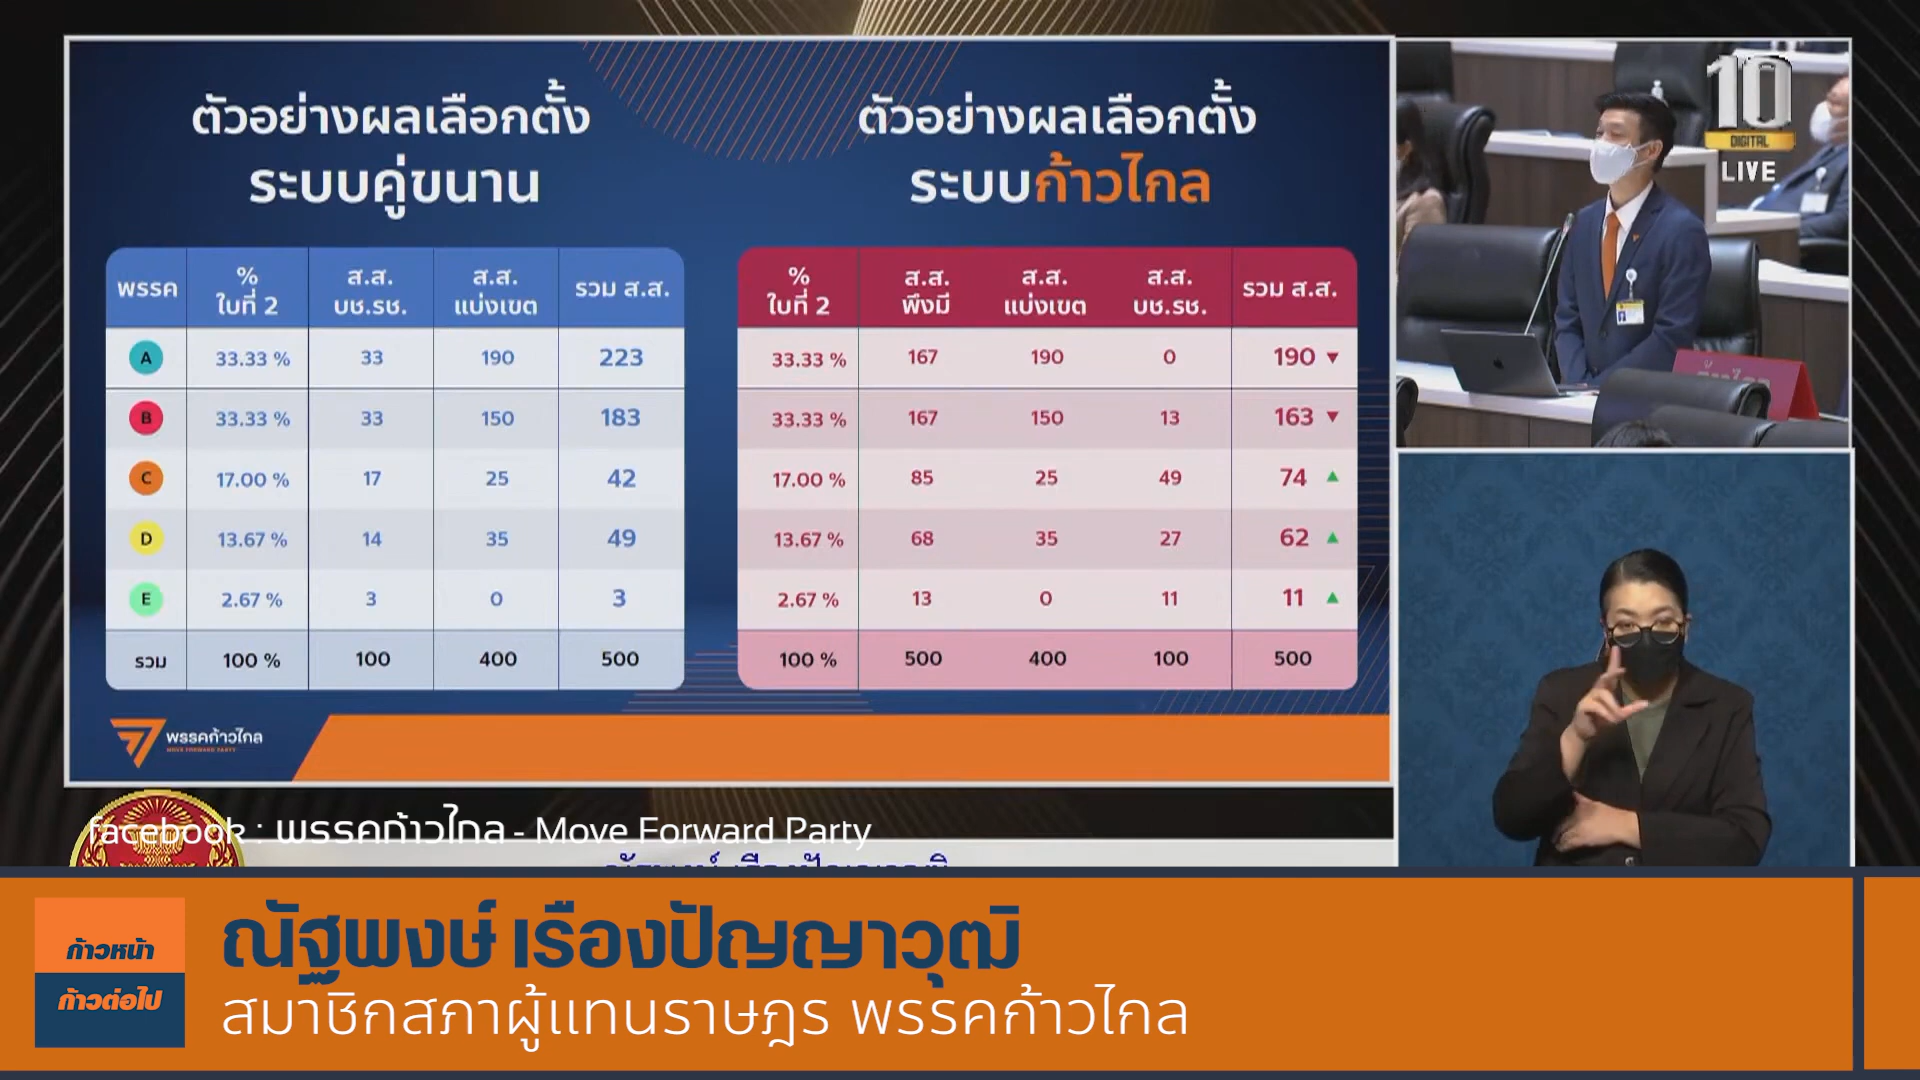 ตัวอย่างผลเลือกตั้ง
ระบบคู่ขนาน
พรรค % ใบที่ 2 ส.ส. บช.รช. ส.ส. แบ่งเขต รวม ส.ส.
A 33.33 % 33 190 223
B 33.33 % 33 150 183
C 17.00 % 17 25 42
D 13.67 % 14 35 49
E 2.67 % 3 0 3
รวม 100 % 100 400 500
ตัวอย่างผลเลือกตั้ง
ระบบก้าวไกล
% ใบที่ 2 ส.ส. พึงมี ส.ส. แบ่งเขต ส.ส. บช.รช. รวม ส.ส.
33.33 % 167 190 0 190 ▼
33.33 % 167 150 13 163 ▼
17.00 % 85 25 49 74 ▲
13.67 % 68 35 27 62 ▲
2.67 % 13 0 11 11 ▲
100 % 500 400 100 500
พรรคก้าวไกล
MOVE FORWARD PARTY
10
DIGITAL
LIVE
facebook : พรรคก้าวไกล - Move Forward Party
ก้าวหน้า
ก้าวต่อไป
ณัฐพงษ์ เรืองปัญญาวุฒิ
สมาชิกสภาผู้แทนราษฎร พรรคก้าวไกล